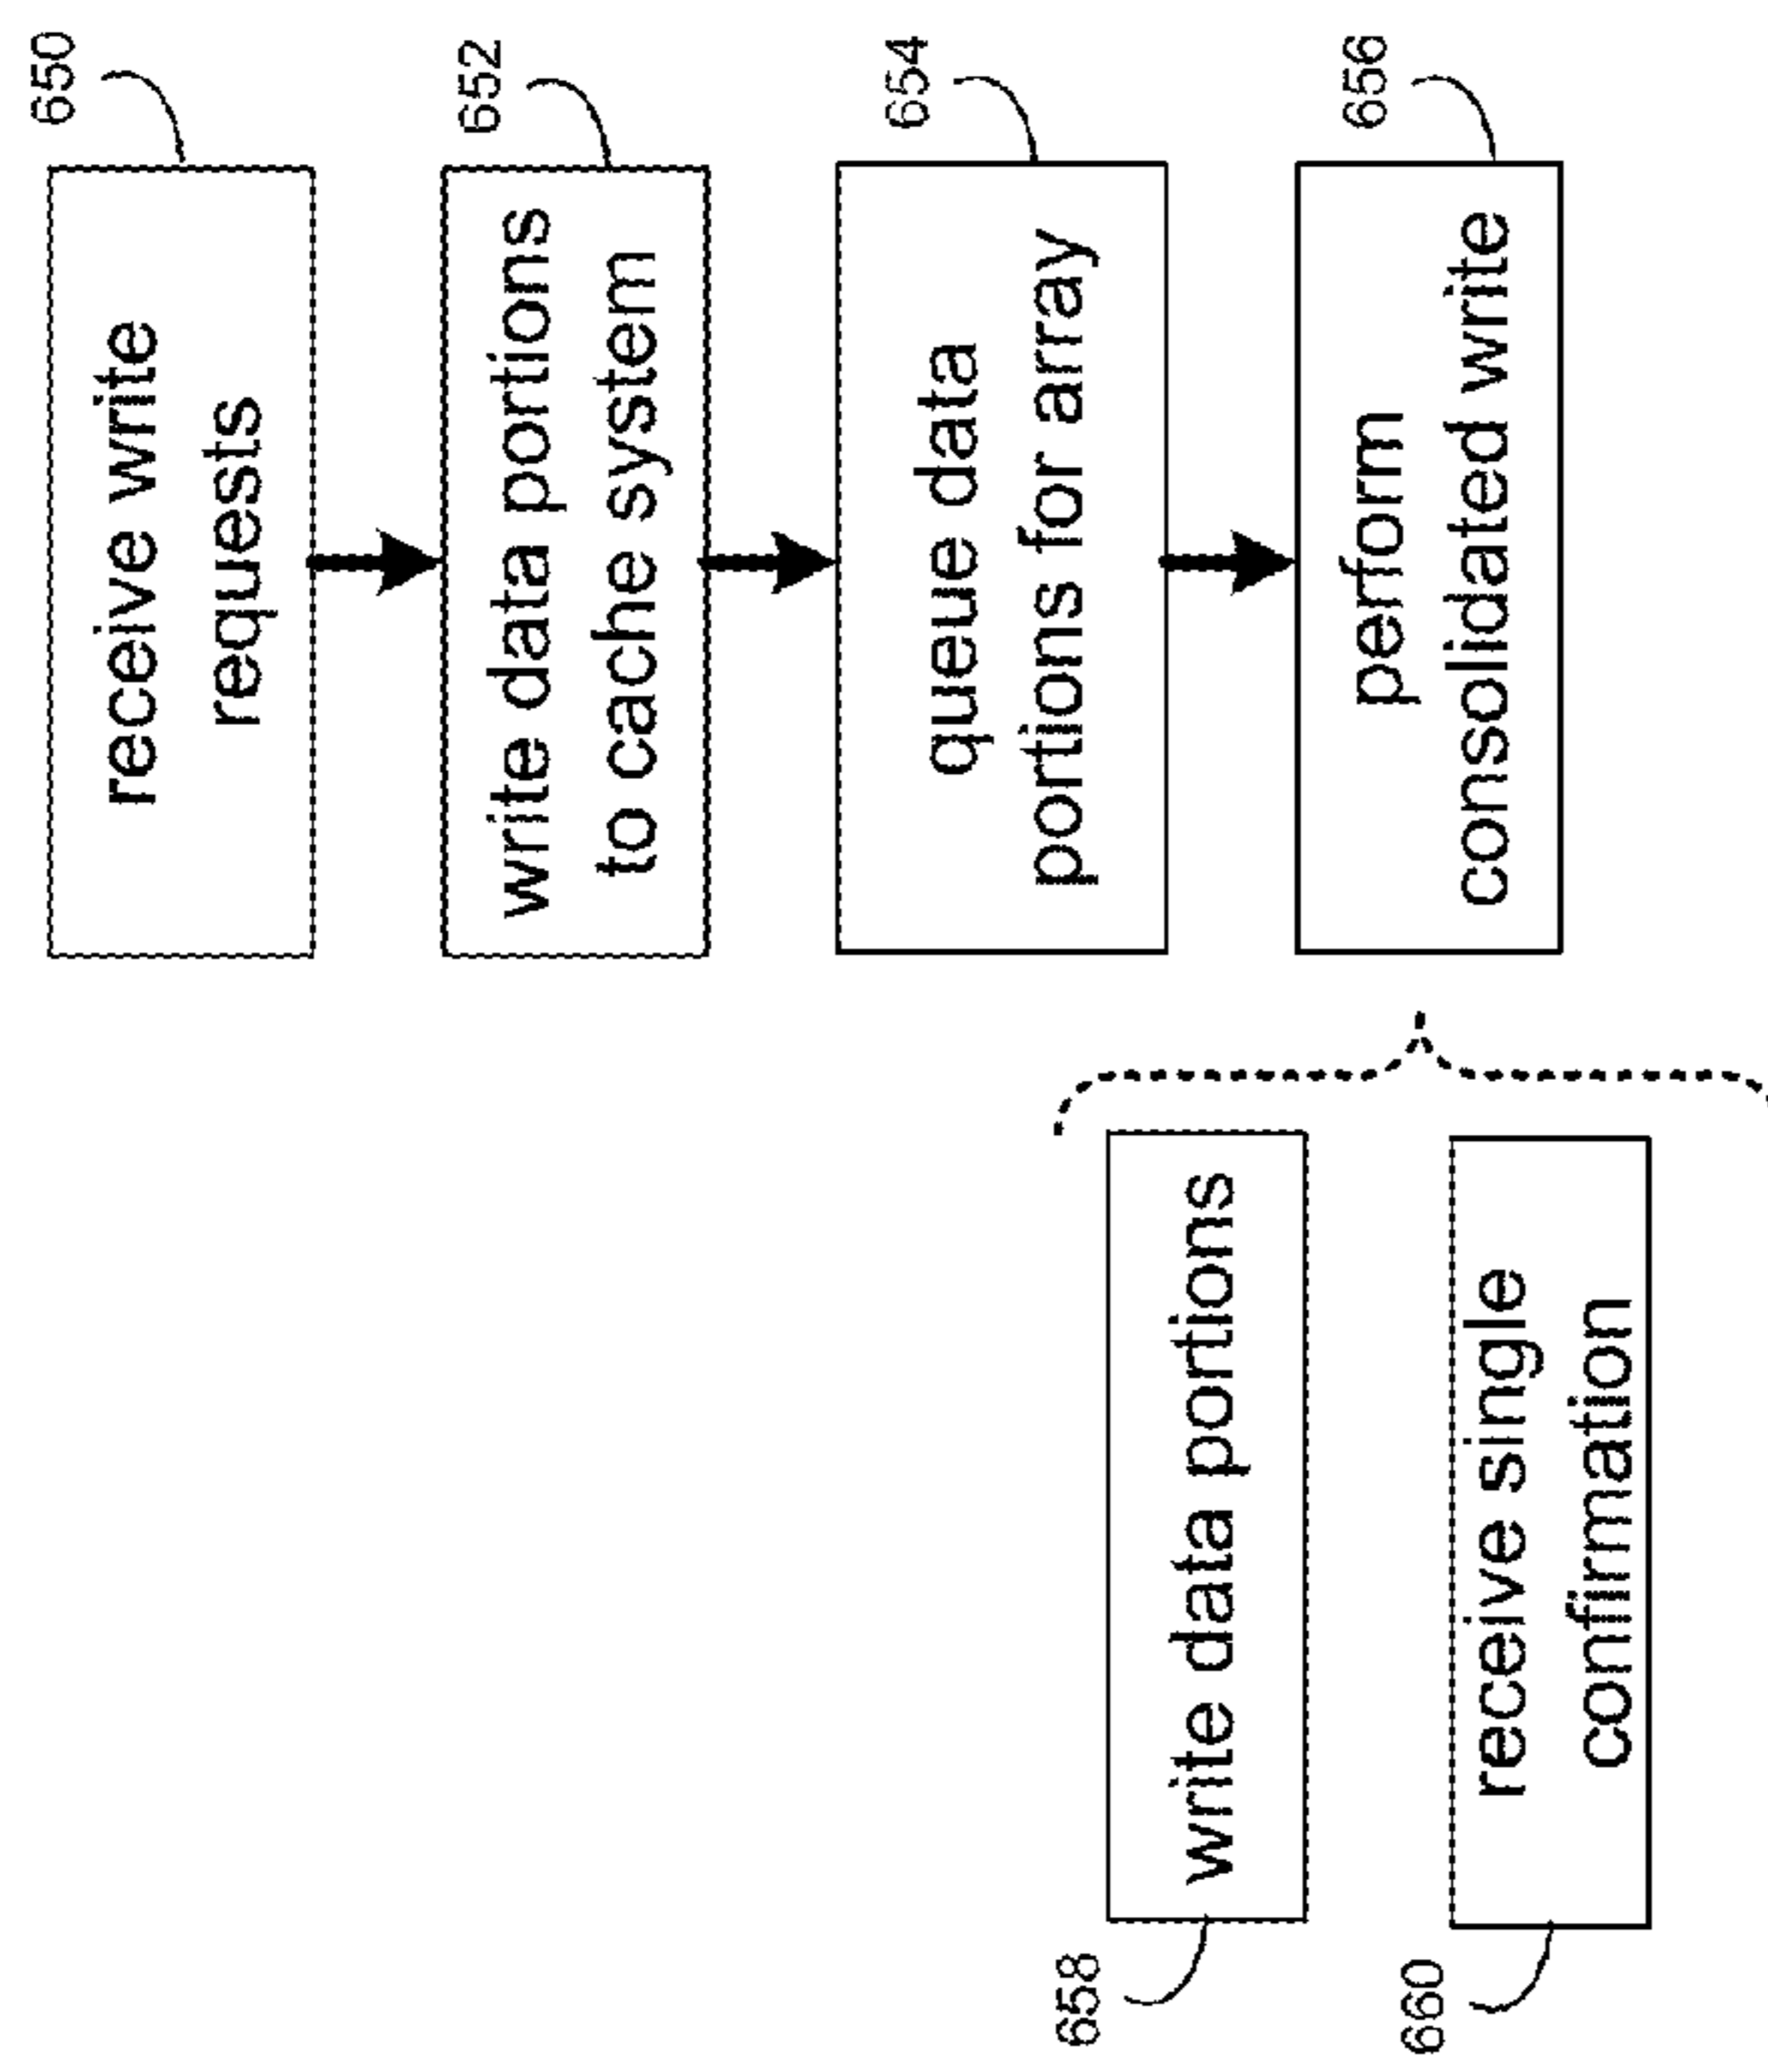 650
receive write
requests
652
write data portions
to cache system
654
queue data
portions for array
656
perform
consolidated write
658
write data portions
660
receive single
confirmation